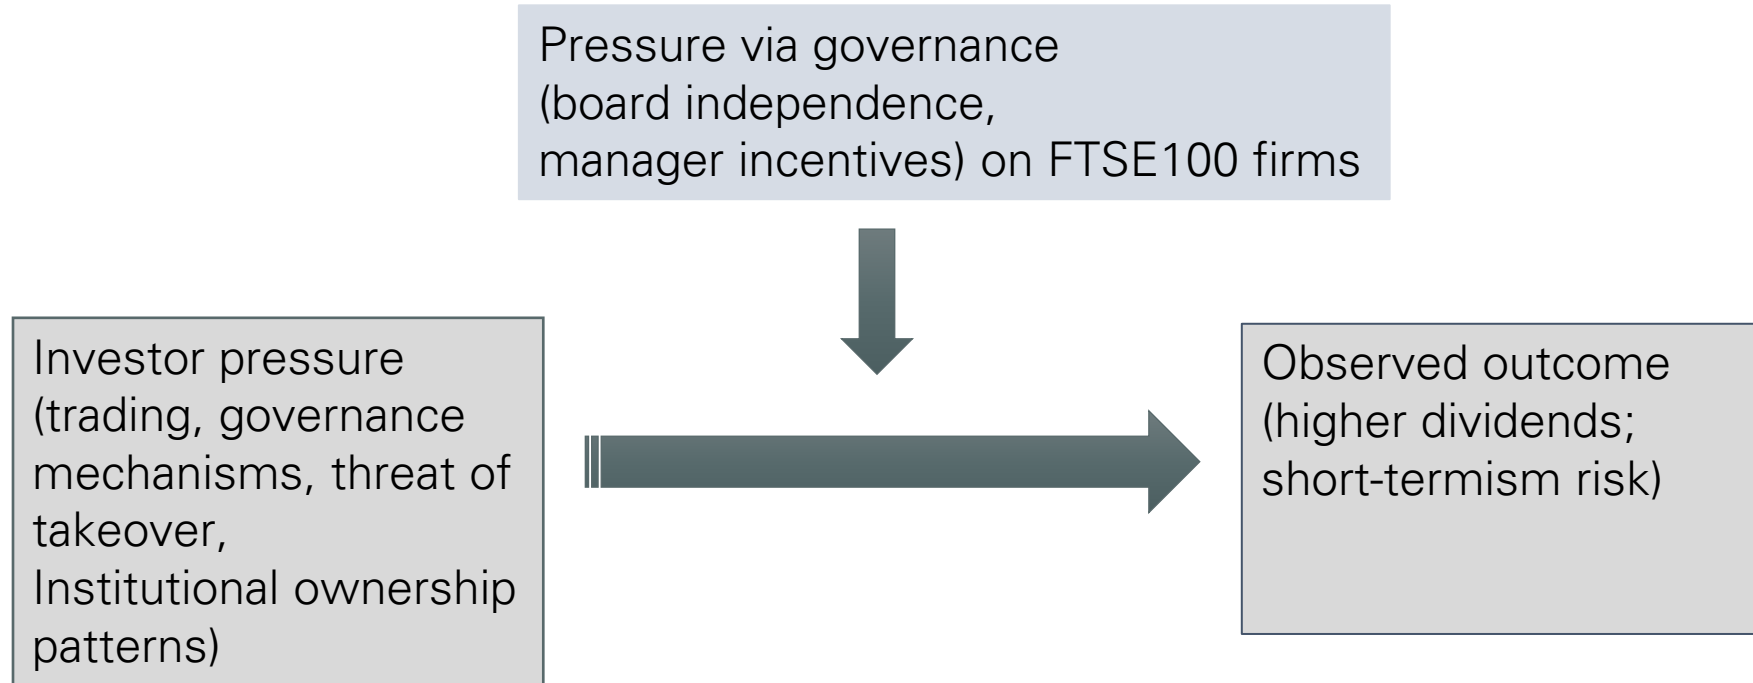 Pressure via governance
(board independence,
manager incentives) on FTSE100 firms
Investor pressure
(trading, governance
mechanisms, threat of
takeover,
Institutional ownership
patterns)
Observed outcome
(higher dividends;
short-termism risk)